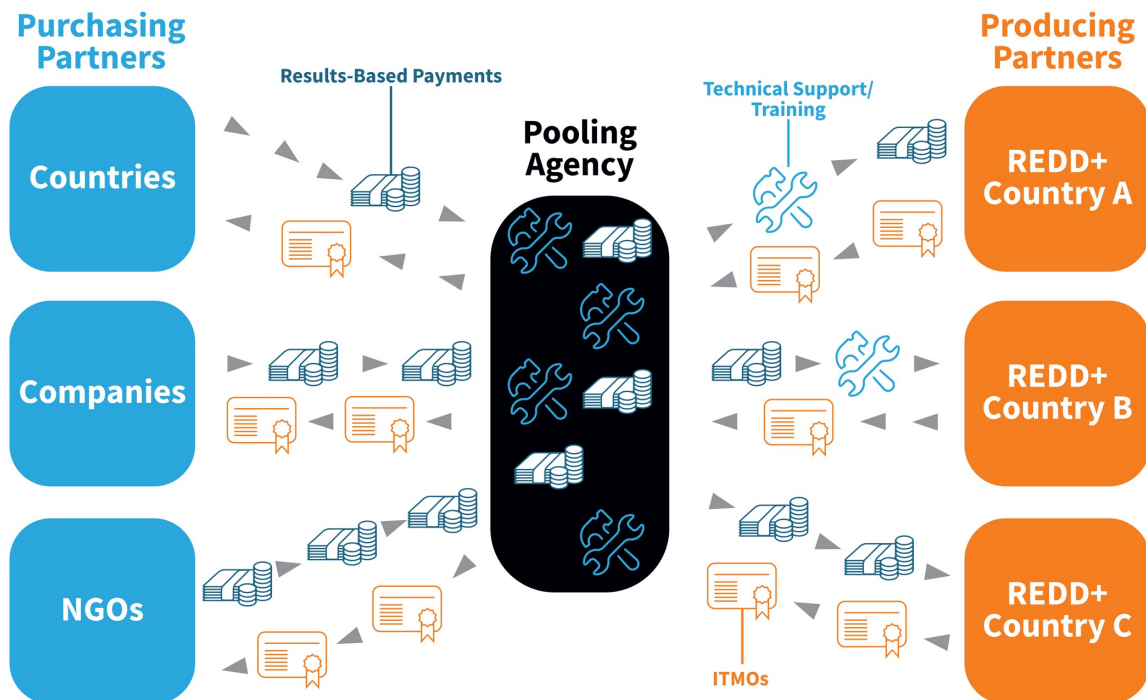 Purchasing
Partners
Producing
Partners
Results-Based Payments
Technical Support/
Training
Pooling
Agency
Countries
REDD+
Country A
Companies
REDD+
Country B
NGOs
REDD+
Country C
ITMOs